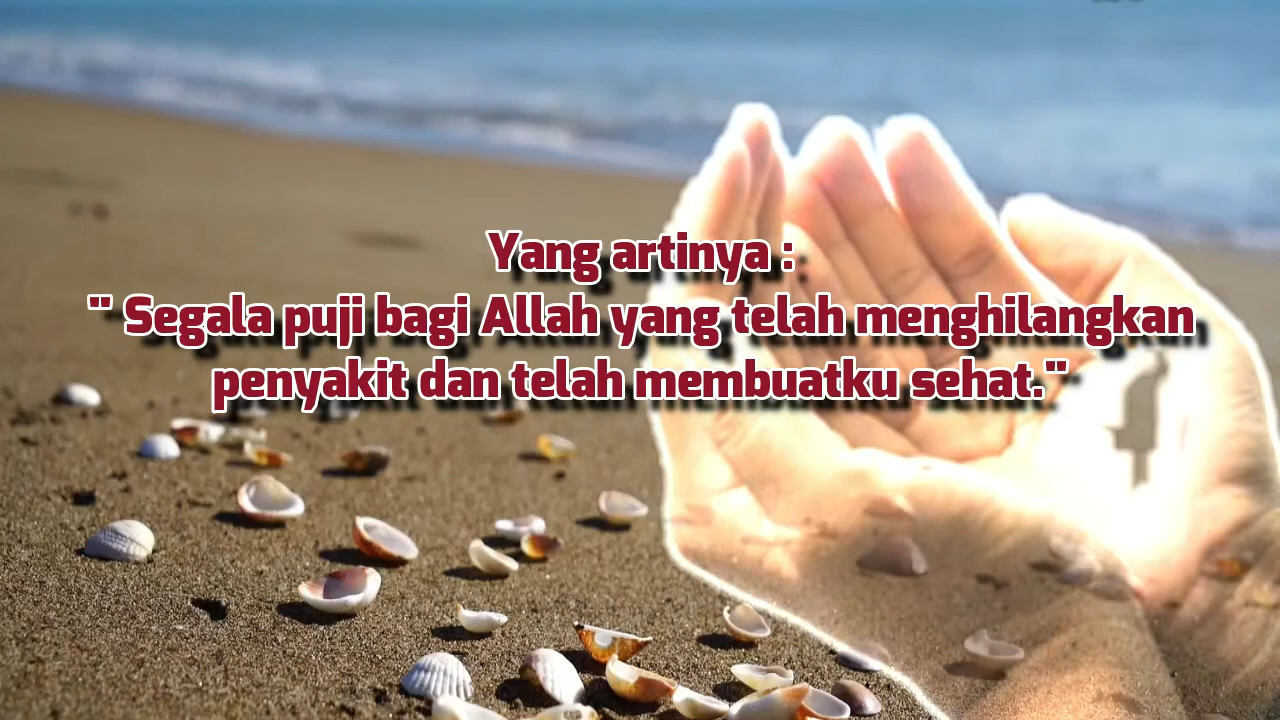 Yang artinya :
" Segala puji bagi Allah yang telah menghilangkan
penyakit dan telah membuatku sehat."